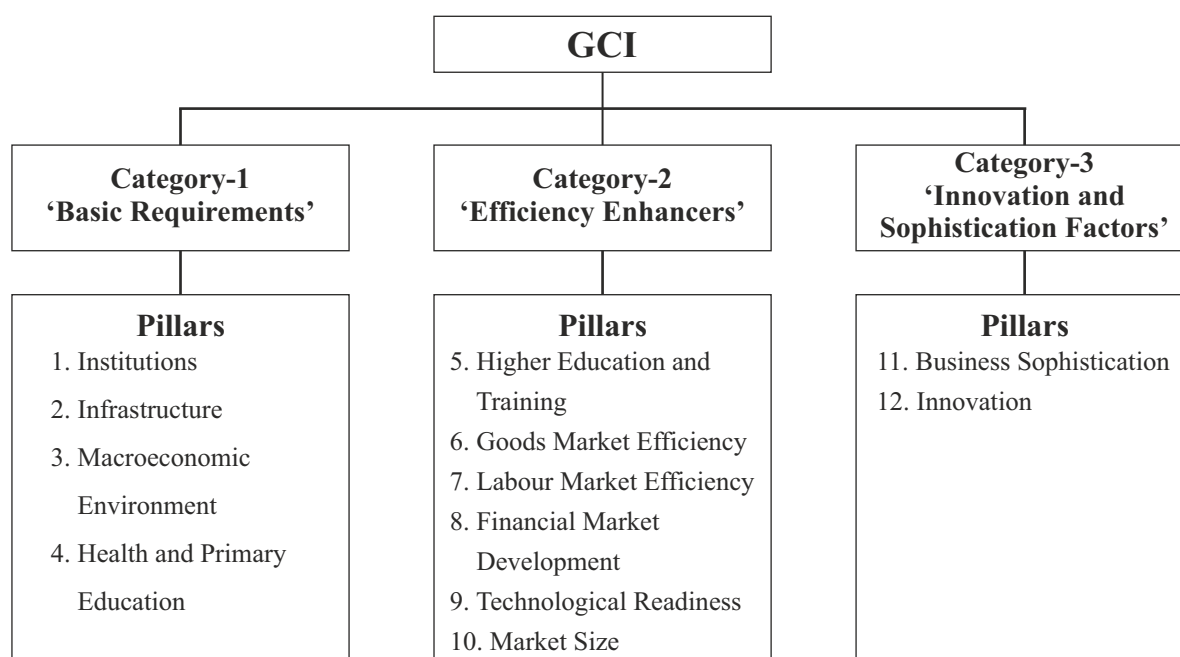 GCI
Category-1
‘Basic Requirements’
Category-2
‘Efficiency Enhancers’
Category-3
‘Innovation and
Sophistication Factors’
Pillars
1. Institutions
2. Infrastructure
3. Macroeconomic
Environment
4. Health and Primary
Education
Pillars
5. Higher Education and
Training
6. Goods Market Efficiency
7. Labour Market Efficiency
8. Financial Market
Development
9. Technological Readiness
10. Market Size
Pillars
11. Business Sophistication
12. Innovation